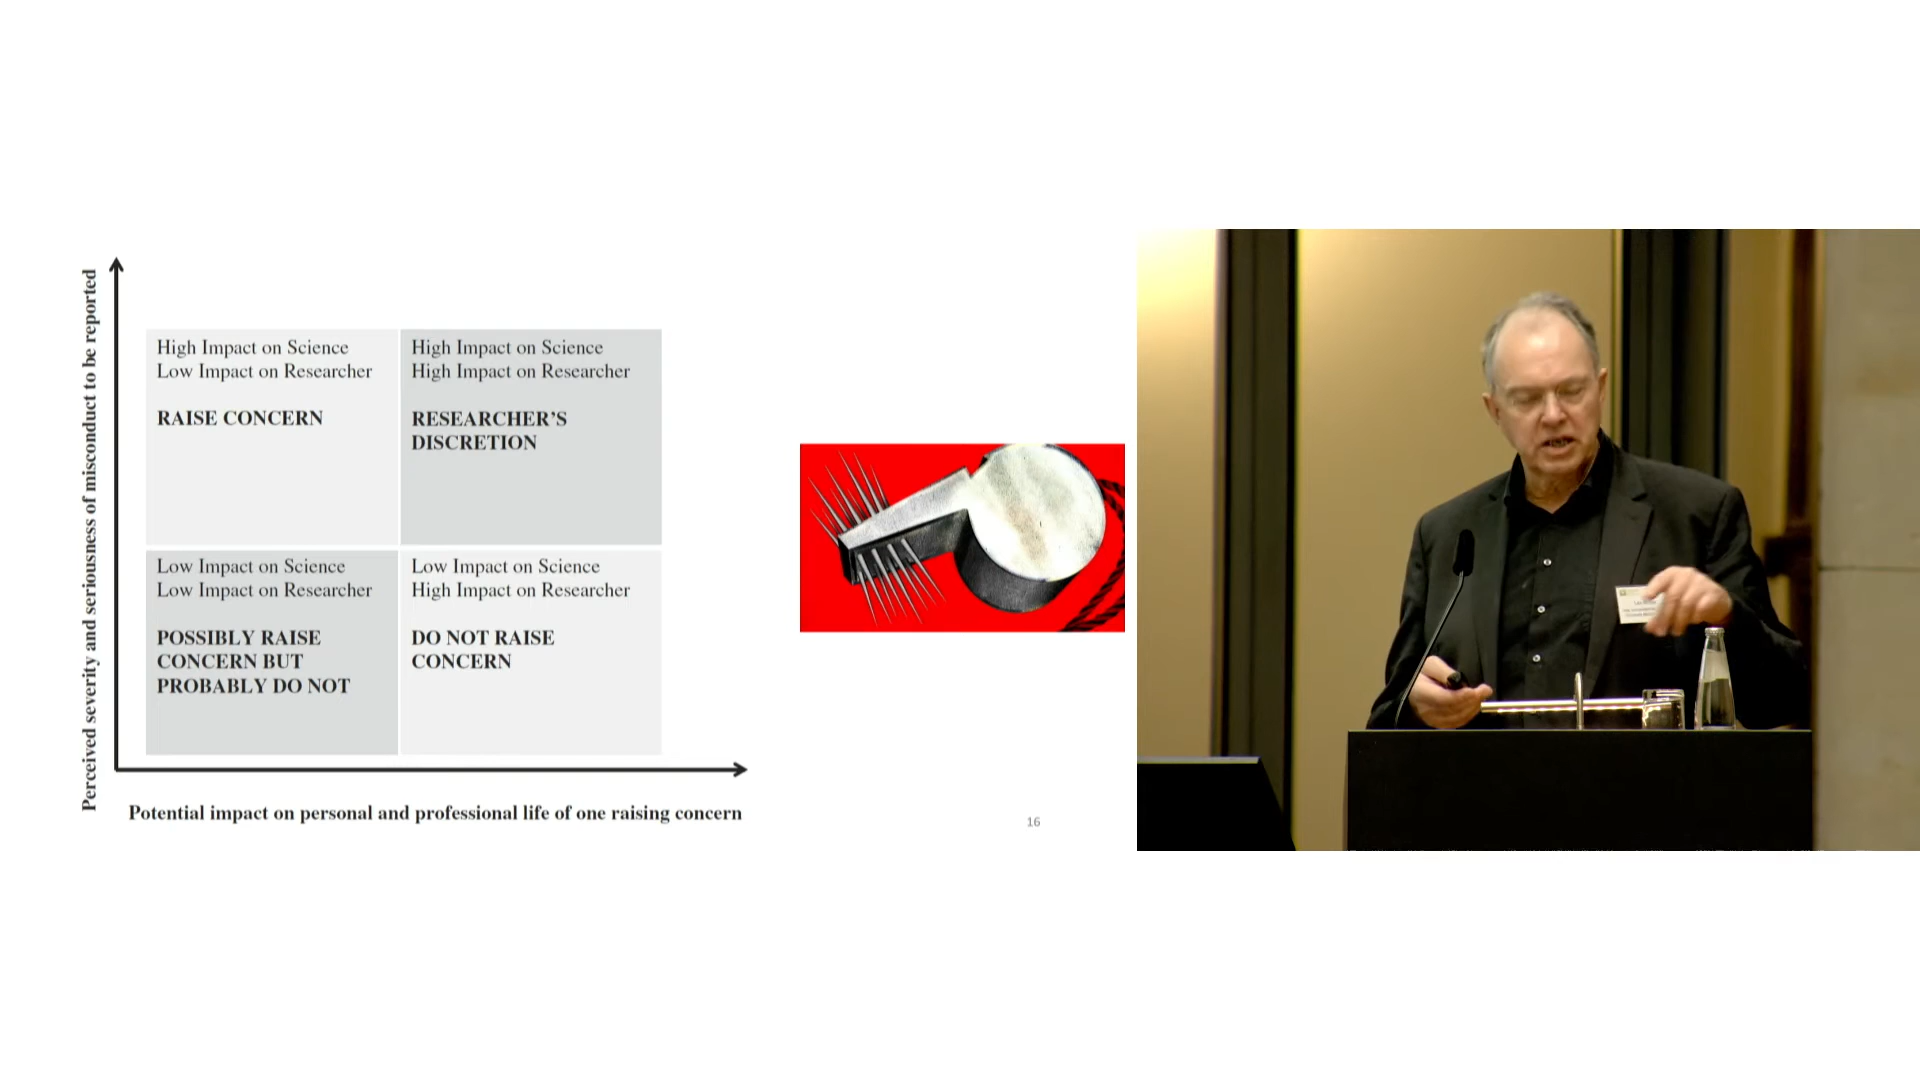 Perceived severity and seriousness of misconduct to be reported
High Impact on Science
Low Impact on Researcher
RAISE CONCERN
High Impact on Science
High Impact on Researcher
RESEARCHER’S
DISCRETION
Low Impact on Science
Low Impact on Researcher
POSSIBLY RAISE
CONCERN BUT
PROBABLY DO NOT
Low Impact on Science
High Impact on Researcher
DO NOT RAISE
CONCERN
Potential impact on personal and professional life of one raising concern
16